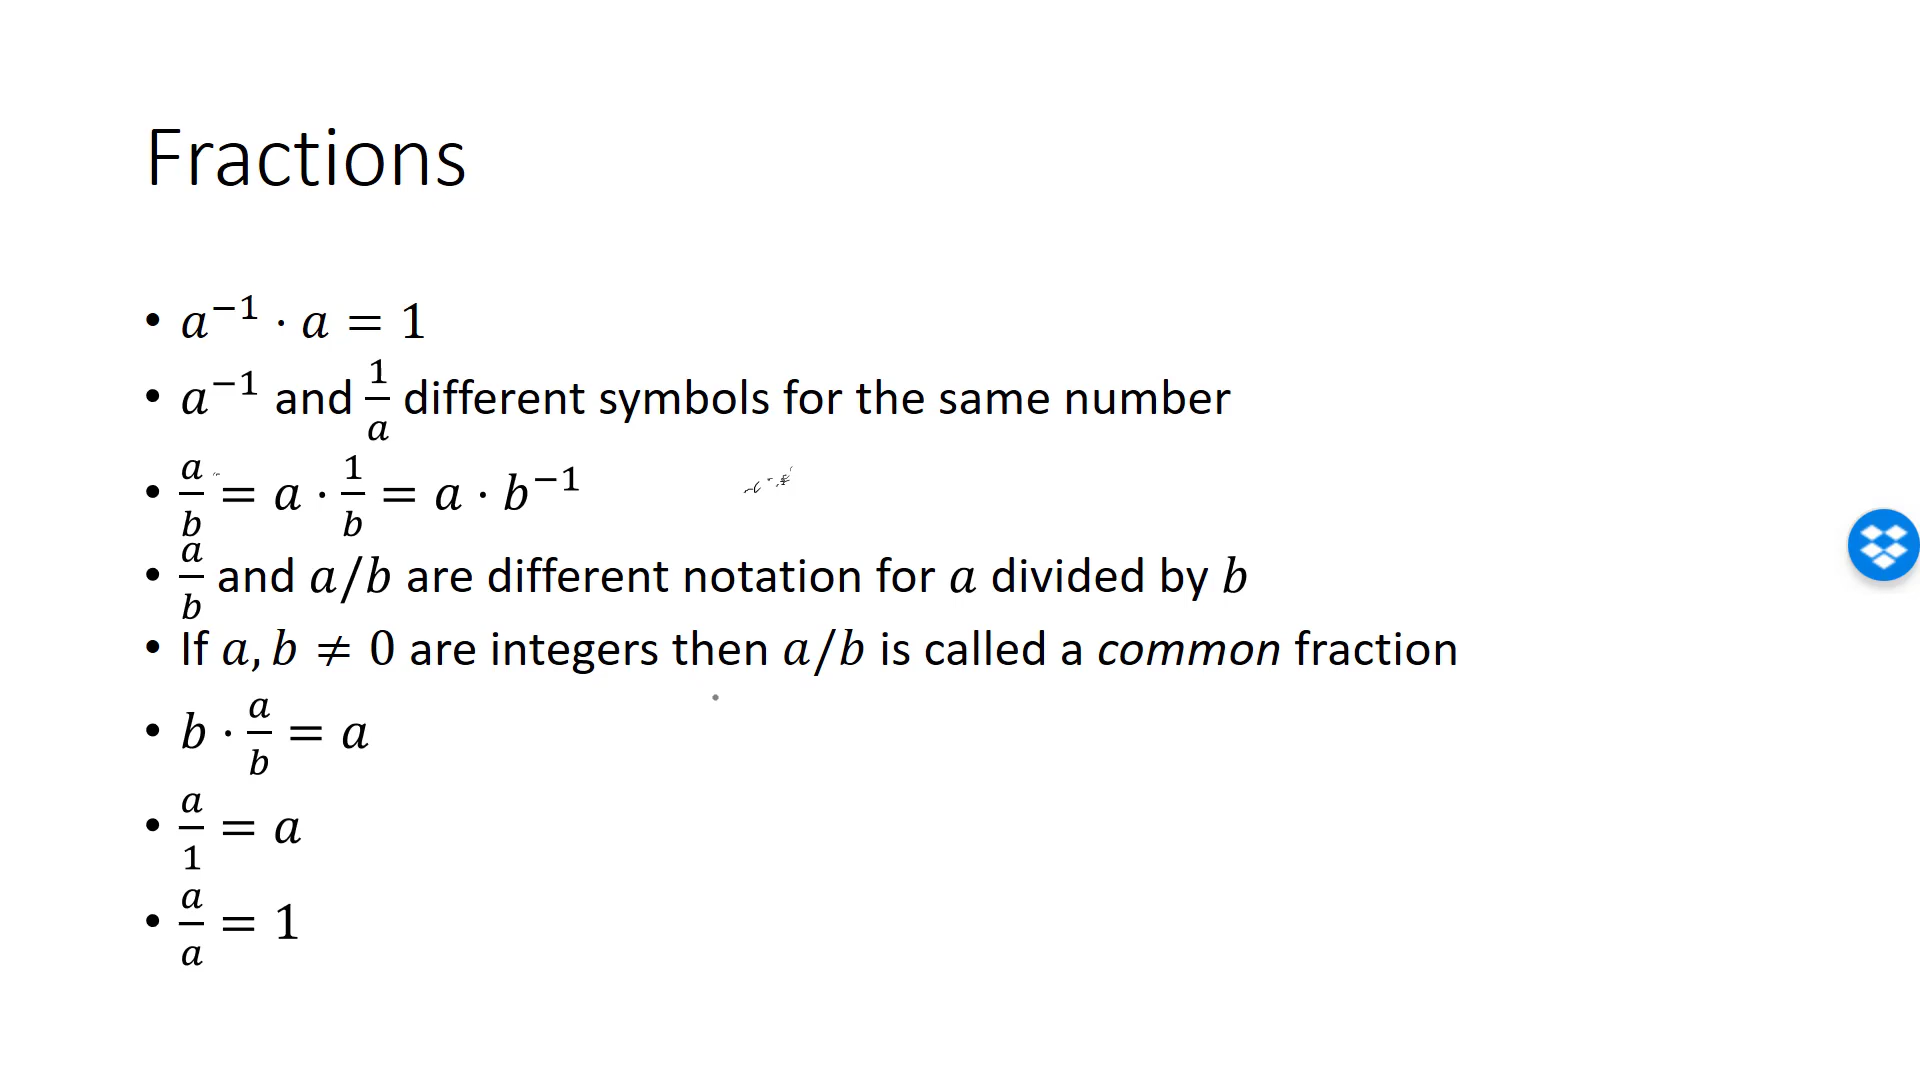 Fractions
• a⁻¹ · a = 1
• a⁻¹ and 1/a different symbols for the same number
• a/b = a · 1/b = a · b⁻¹
• a/b and a/b are different notation for a divided by b
• If a, b ≠ 0 are integers then a/b is called a common fraction
• b · a/b = a
• a/1 = a
• a/a = 1